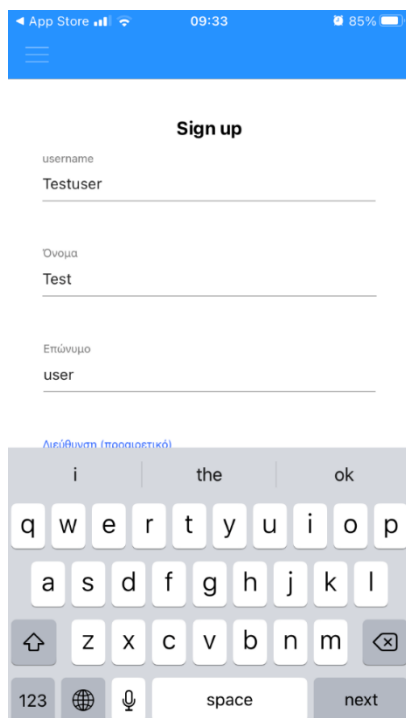 ◀ App Store 09:33 85%
Sign up
username
Testuser
Όνομα
Test
Επώνυμο
user
Διεύθυνση (προαιρετικό)
i the ok
q w e r t y u i o p
a s d f g h j k l
z x c v b n m
123 space next